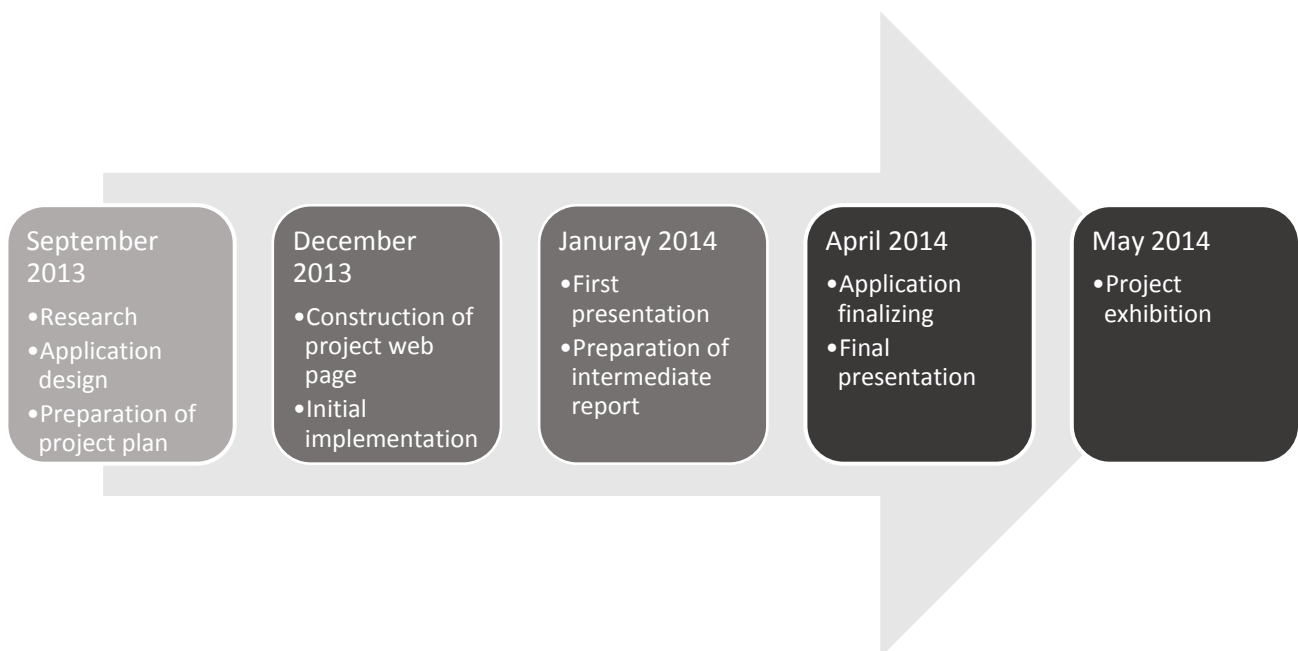 September
2013
•Research
•Application
design
•Preparation of
project plan
December
2013
•Construction of
project web
page
•Initial
implementation
Januray 2014
•First
presentation
•Preparation of
intermediate
report
April 2014
•Application
finalizing
•Final
presentation
May 2014
•Project
exhibition